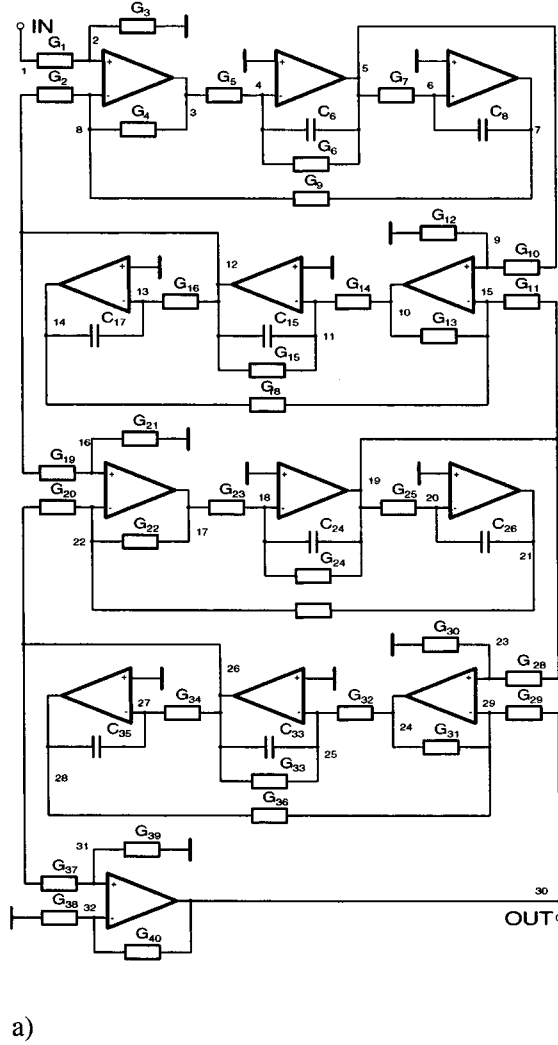 IN
G3
G1 2
1
G2
8 G4 3
G5 4 5
C6
G6
G7 6
C8 7
G9
G12 9 G10
12 13 G16 G14 15 G11
14 C17 C15 11 10 G13
G15
G18
16 G21
G19
G20
22 G22 17
G23 18 19
C24
G24
G25 20
C26
21
G30 23
G28
26 27 G34 G32 29 G29
C35 C33 25 24 G31
28 G33
G36
31 G39
G37
G38 32
G40
30
OUT
a)